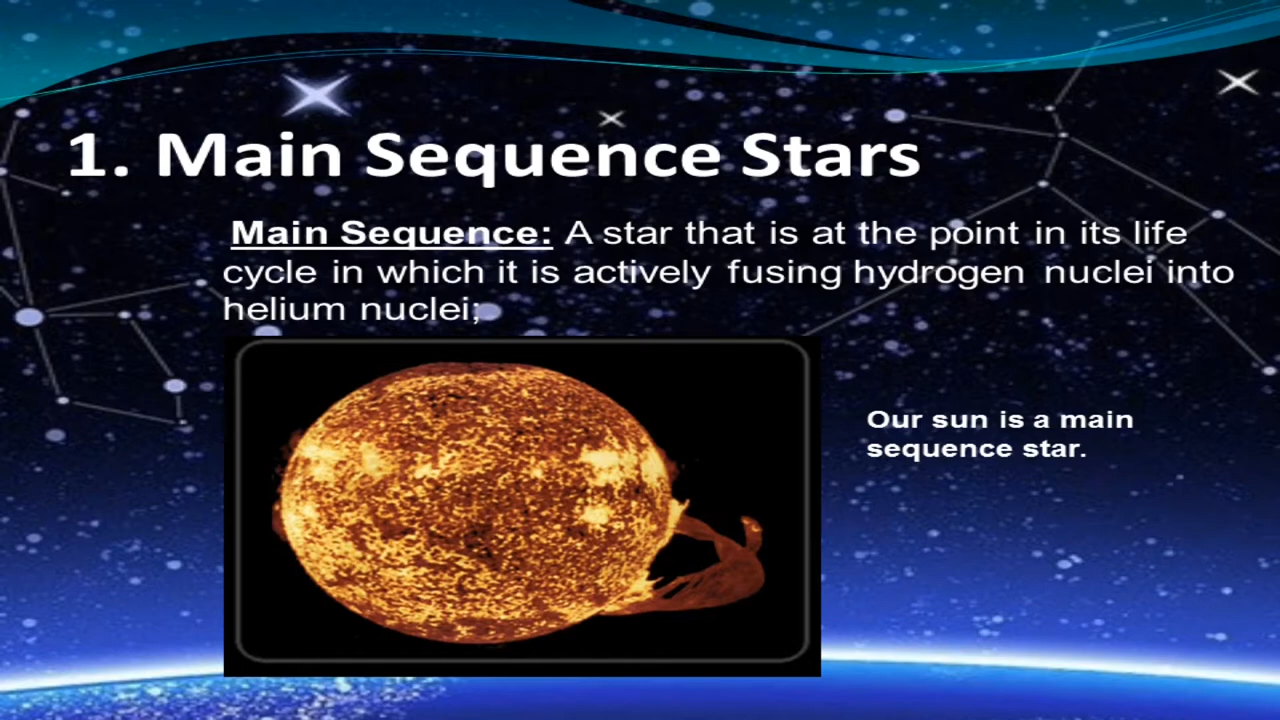 1. Main Sequence Stars
Main Sequence: A star that is at the point in its life
cycle in which it is actively fusing hydrogen nuclei into
helium nuclei;
Our sun is a main
sequence star.